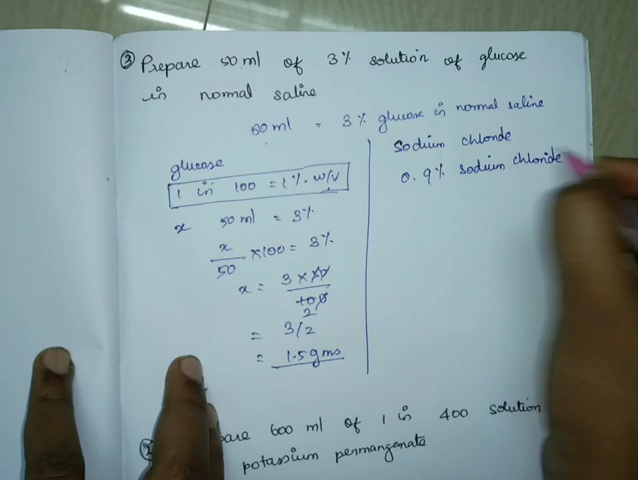 ③ Prepare 50 ml of 3% solution of glucose
in normal saline
50 ml = 3% glucose in normal saline
glucose
1 in 100 = 1% w/v
x 50 ml = 3%
x/50 × 100 = 3%
x = 3 × 50 / 100
2
= 3/2
= 1.5 gms
Sodium chloride
0.9% sodium chloride
600 ml of 1 in 400 solution
potassium permanganate